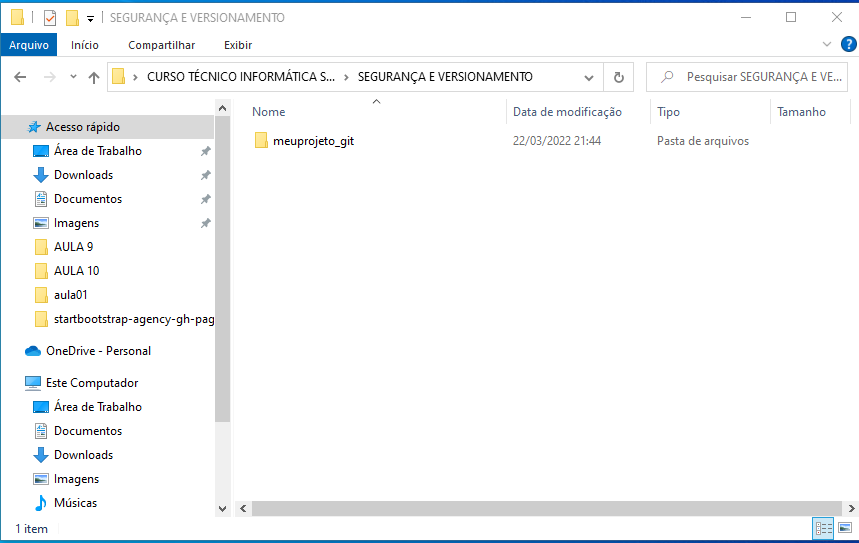 SEGURANÇA E VERSIONAMENTO
Arquivo Início Compartilhar Exibir
CURSO TÉCNICO INFORMÁTICA S... SEGURANÇA E VERSIONAMENTO Pesquisar SEGURANÇA E VE...
Nome Data de modificação Tipo Tamanho
meuprojeto_git 22/03/2022 21:44 Pasta de arquivos
Acesso rápido
Área de Trabalho
Downloads
Documentos
Imagens
AULA 9
AULA 10
aula01
startbootstrap-agency-gh-pag
OneDrive - Personal
Este Computador
Área de Trabalho
Documentos
Downloads
Imagens
Músicas
1 item